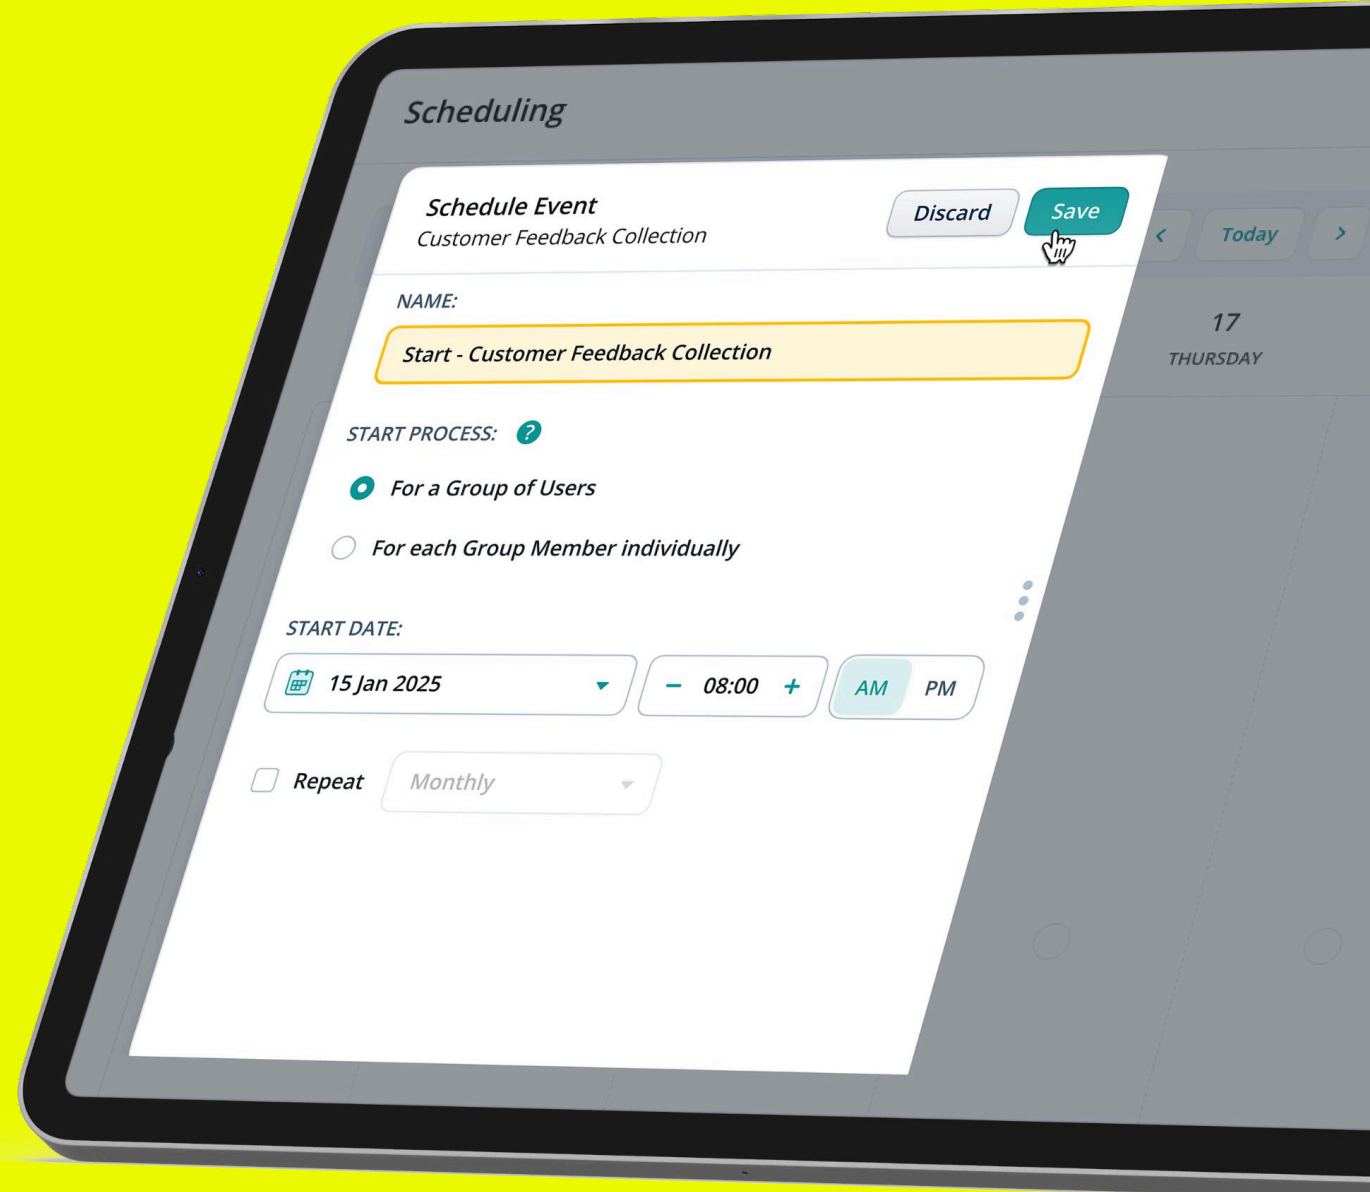 Scheduling
Schedule Event
Customer Feedback Collection
Discard
Save
Today
17
THURSDAY
NAME:
Start - Customer Feedback Collection
START PROCESS: ?
For a Group of Users
For each Group Member individually
START DATE:
15 Jan 2025
08:00
AM
PM
Repeat
Monthly